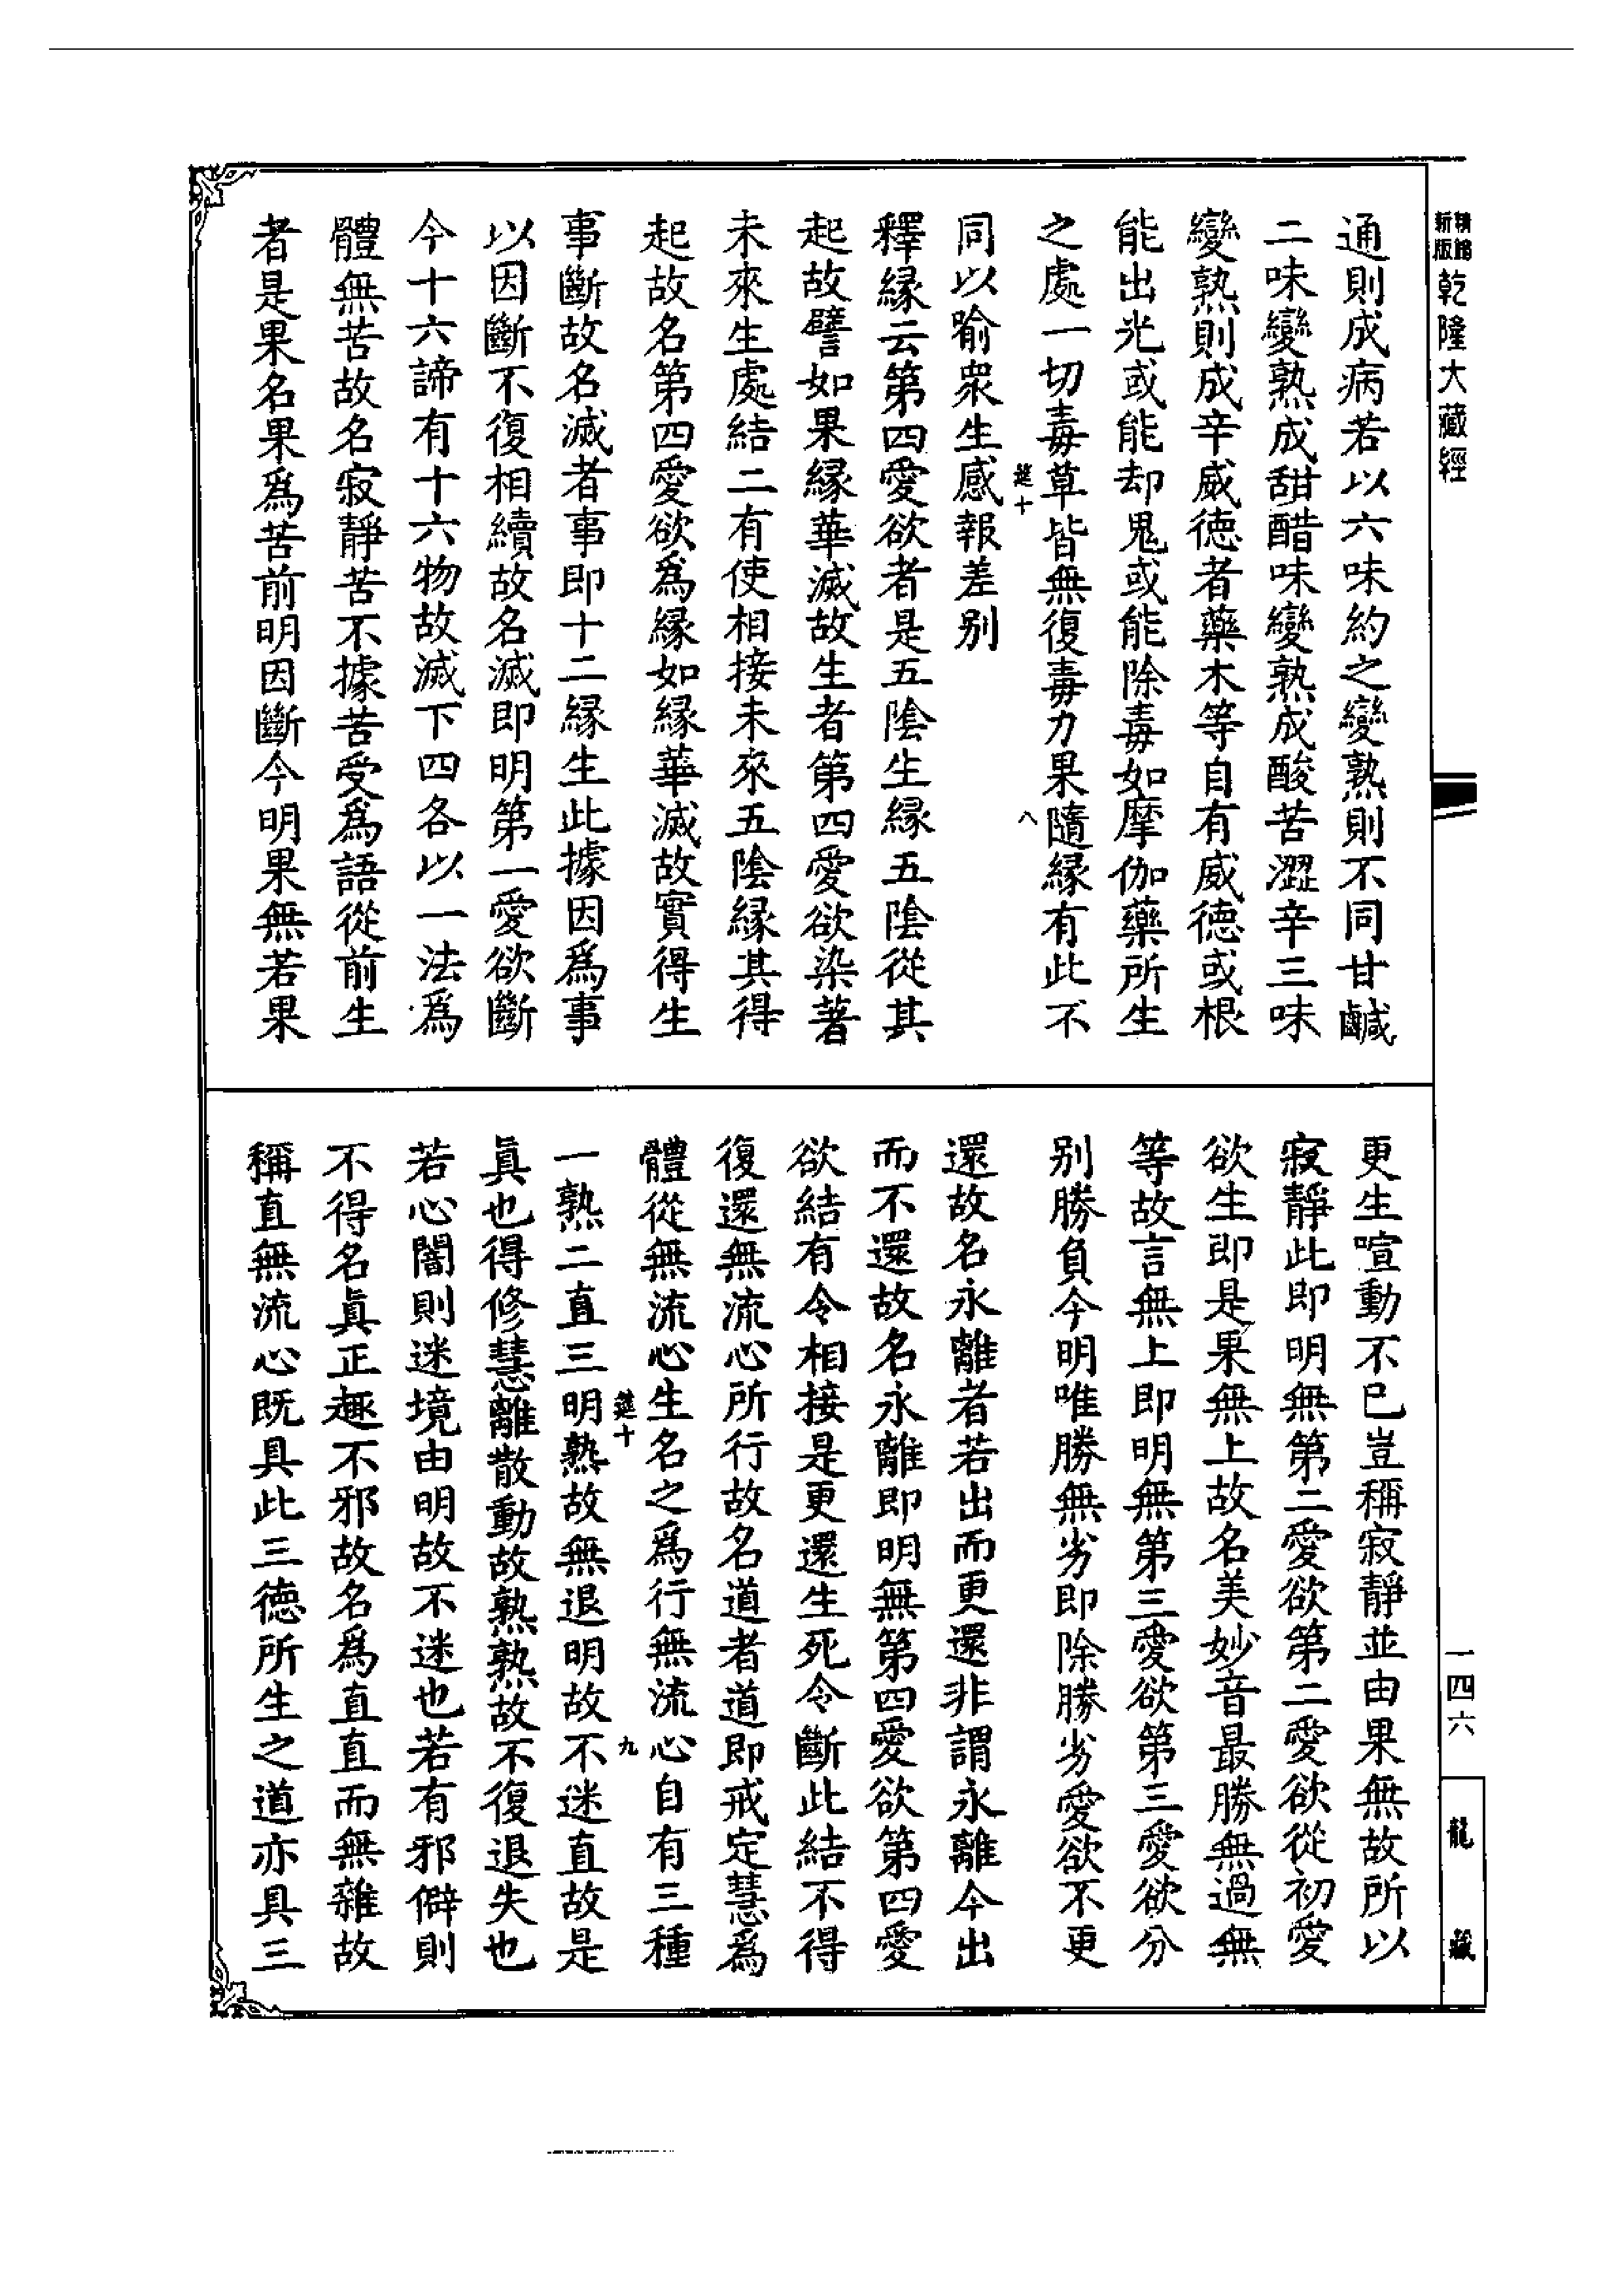 精縮
新版
乾隆大藏經
通則成病若以六味約之變熟則不同甘鹹
二味變熟成甜醋味變熟成酸苦澀辛三味
變熟則成辛威德者藥木等自有威德或根
能出光或能却鬼或能除毒如摩伽藥所生
之處一切毒草皆無復毒力果隨緣有此不
筵十
八
同以喻衆生感報差別
釋緣云第四愛欲者是五陰生緣五陰從其
起故譬如果緣華滅故生者第四愛欲染著
未來生處結二有使相接未來五陰緣其得
起故名第四愛欲爲緣如緣華滅故實得生
事斷故名滅者事即十二緣生此據因爲事
以因斷不復相續故名滅即明第一愛欲斷
今十六諦有十六物故滅下四各以一法爲
體無苦故名寂靜苦不據苦受爲語從前生
者是果名果爲苦前明因斷今明果無若果
更生喧動不已豈稱寂靜並由果無故所以
寂靜此即明無第二愛欲第二愛欲從初愛
欲生即是果無上故名美妙音最勝無過無
等故言無上即明無第三愛欲第三愛欲分
別勝負今明唯勝無劣即除勝劣愛欲不更
還故名永離者若出而更還非謂永離今出
而不還故名永離即明無第四愛欲第四愛
欲結有令相接是更還生死令斷此結不得
復還無流心所行故名道者道即戒定慧爲
體從無流心生名之爲行無流心自有三種
筵十
九
一熟二直三明熟故無退明故不迷直故是
眞也得修慧離散動故熟熟故不復退失也
若心闇則迷境由明故不迷也若有邪僻則
不得名眞正趣不邪故名爲直直而無雜故
稱直無流心既具此三德所生之道亦具三
一四六
龍藏